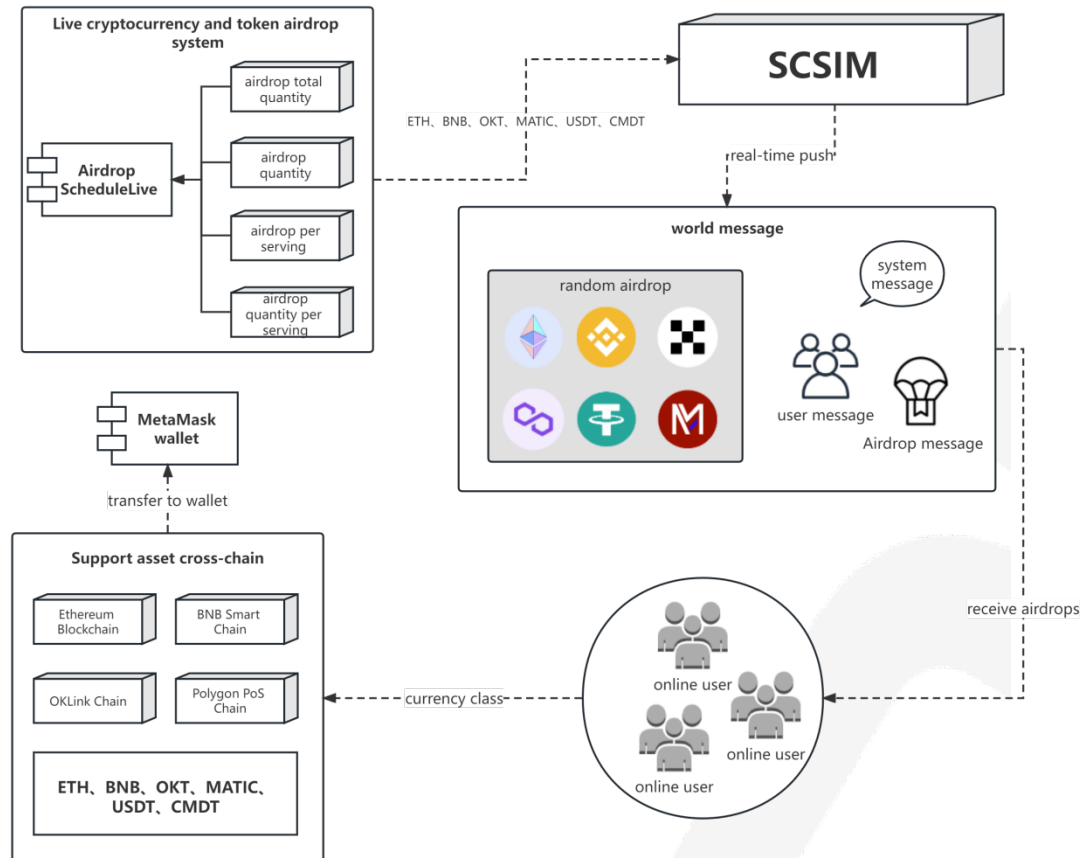 Live cryptocurrency and token airdrop
system
airdrop total
quantity
airdrop
quantity
Airdrop
ScheduleLive
airdrop per
serving
airdrop
quantity per
serving
ETH、BNB、OKT、MATIC、USDT、CMDT
SCSIM
real-time push
world message
random airdrop
system
message
user message
Airdrop message
receive airdrops
online user
online user
online user
currency class
MetaMask
wallet
transfer to wallet
Support asset cross-chain
Ethereum
Blockchain
BNB Smart
Chain
OKLink Chain
Polygon PoS
Chain
ETH、BNB、OKT、MATIC、
USDT、CMDT